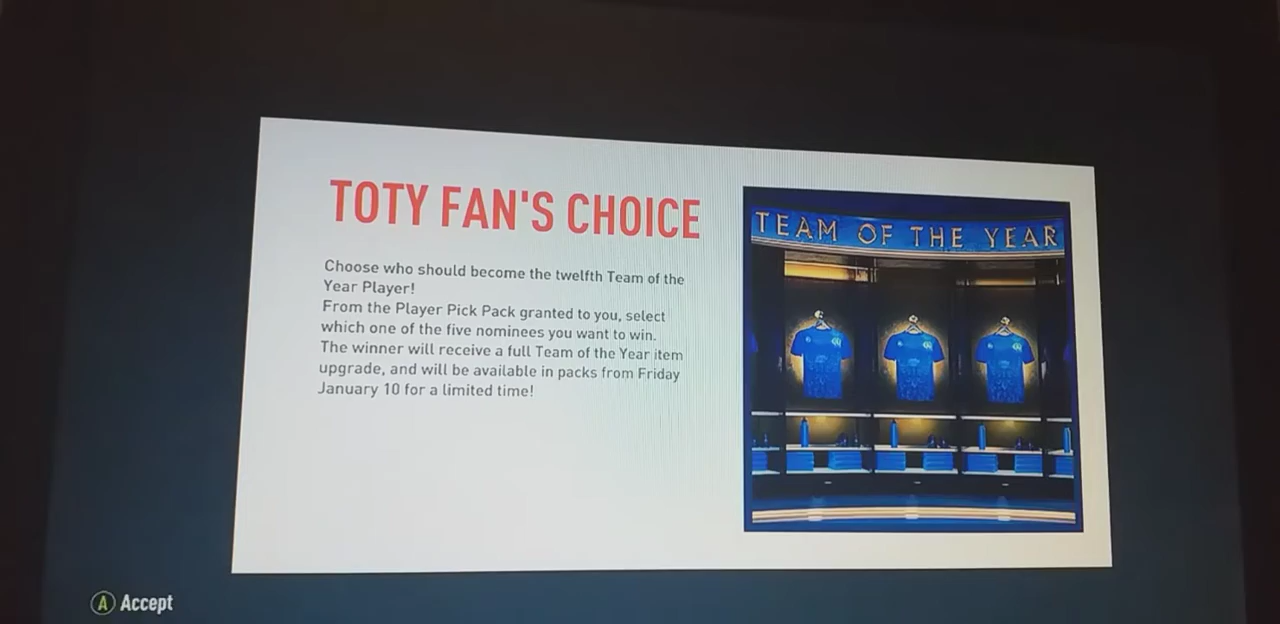 TOTY FAN'S CHOICE
Choose who should become the twelfth Team of the
Year Player!
From the Player Pick Pack granted to you, select
which one of the five nominees you want to win.
The winner will receive a full Team of the Year item
upgrade, and will be available in packs from Friday
January 10 for a limited time!
TEAM OF THE YEAR
A Accept